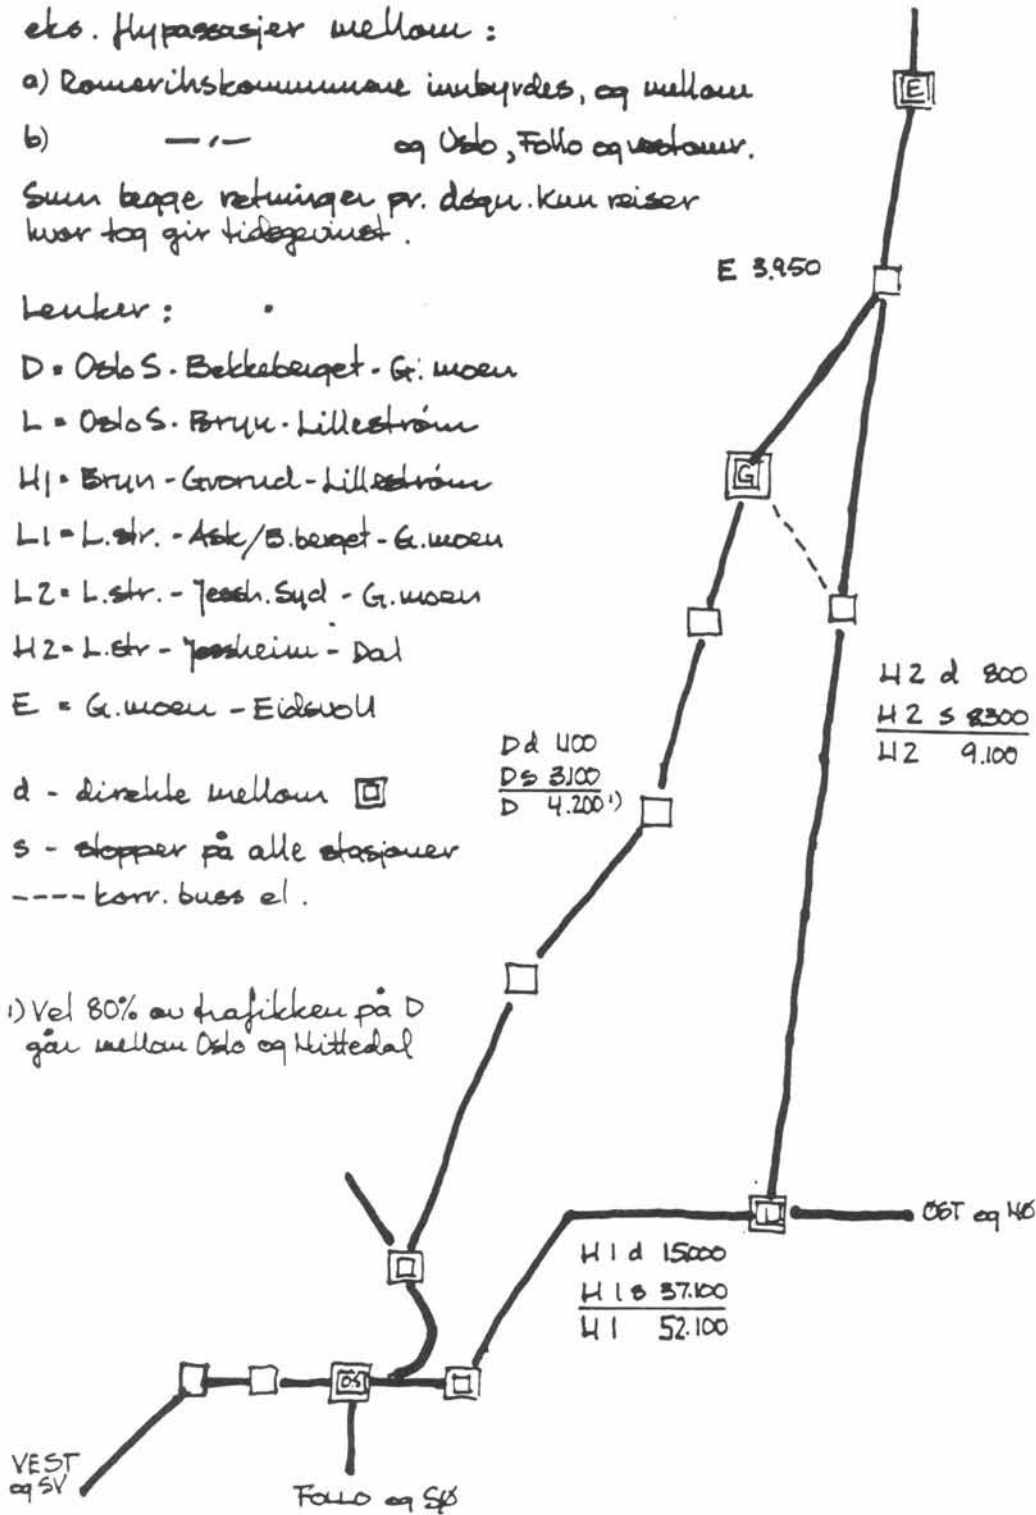 eks. flypassasjer mellom :
a) Romerikskommunene innbyrdes, og mellom
b) —〃— og Oslo, Follo og vestområ.
Sum begge retninger pr. døgn. Kun reiser
hvor tog gir tidsgevinst.
Lenker :
D = Oslo S - Bekkeberget - G.moen
L = Oslo S - Bryn - Lillestrøm
H1 = Bryn - Grorud - Lillestrøm
L1 = L.str. - Ask/B.berget - G.moen
L2 = L.str. - Jessh. Syd - G.moen
H2 = L.str - Jessheim - Dal
E = G.moen - Eidsvoll
d - direkte mellom
s - stopper på alle stasjoner
---- korr. buss el.
1) Vel 80% av trafikken på D
går mellom Oslo og Nittedal
E
E 3.950
G
H2 d 800
H2 s 8300
H2 9.100
Dd 1100
Ds 3100
D 4.200 1)
L
ØST og NØ
H1 d 15000
H1 s 37.100
H1 52.100
OS
VEST
og SV
FOLLO og SØ